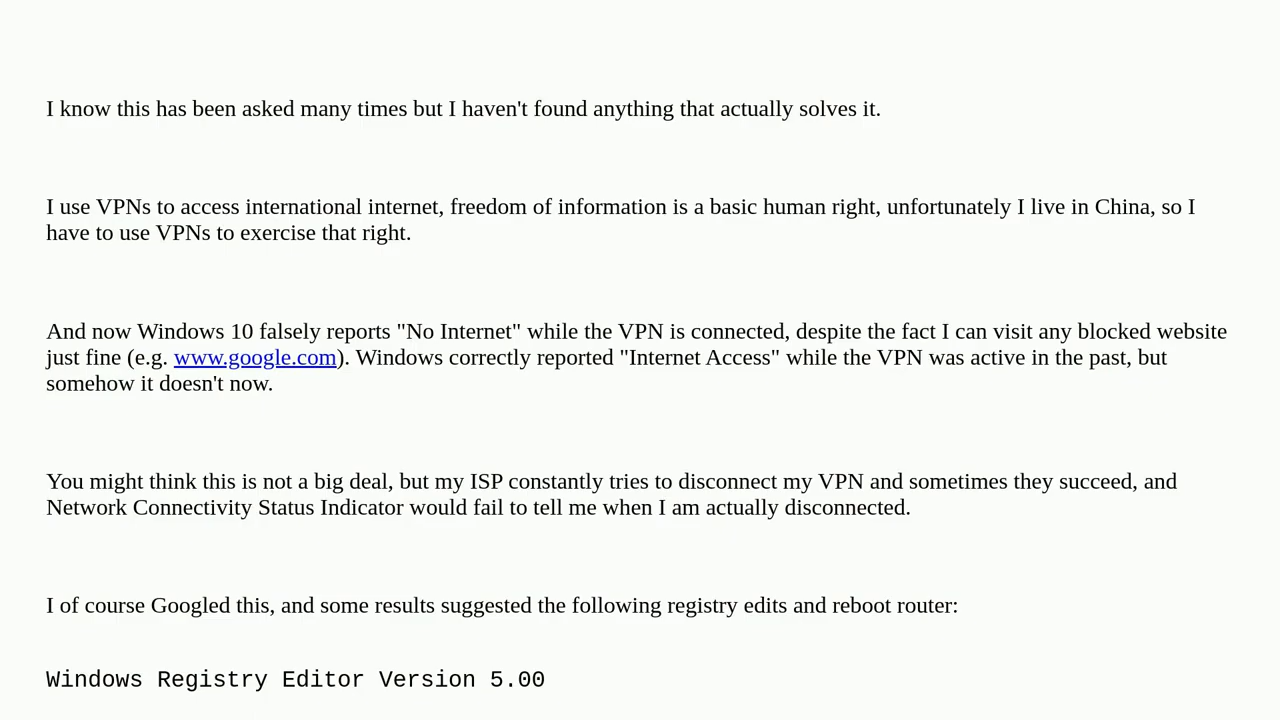 I know this has been asked many times but I haven't found anything that actually solves it.
I use VPNs to access international internet, freedom of information is a basic human right, unfortunately I live in China, so I
have to use VPNs to exercise that right.
And now Windows 10 falsely reports "No Internet" while the VPN is connected, despite the fact I can visit any blocked website
just fine (e.g. www.google.com). Windows correctly reported "Internet Access" while the VPN was active in the past, but
somehow it doesn't now.
You might think this is not a big deal, but my ISP constantly tries to disconnect my VPN and sometimes they succeed, and
Network Connectivity Status Indicator would fail to tell me when I am actually disconnected.
I of course Googled this, and some results suggested the following registry edits and reboot router:
Windows Registry Editor Version 5.00